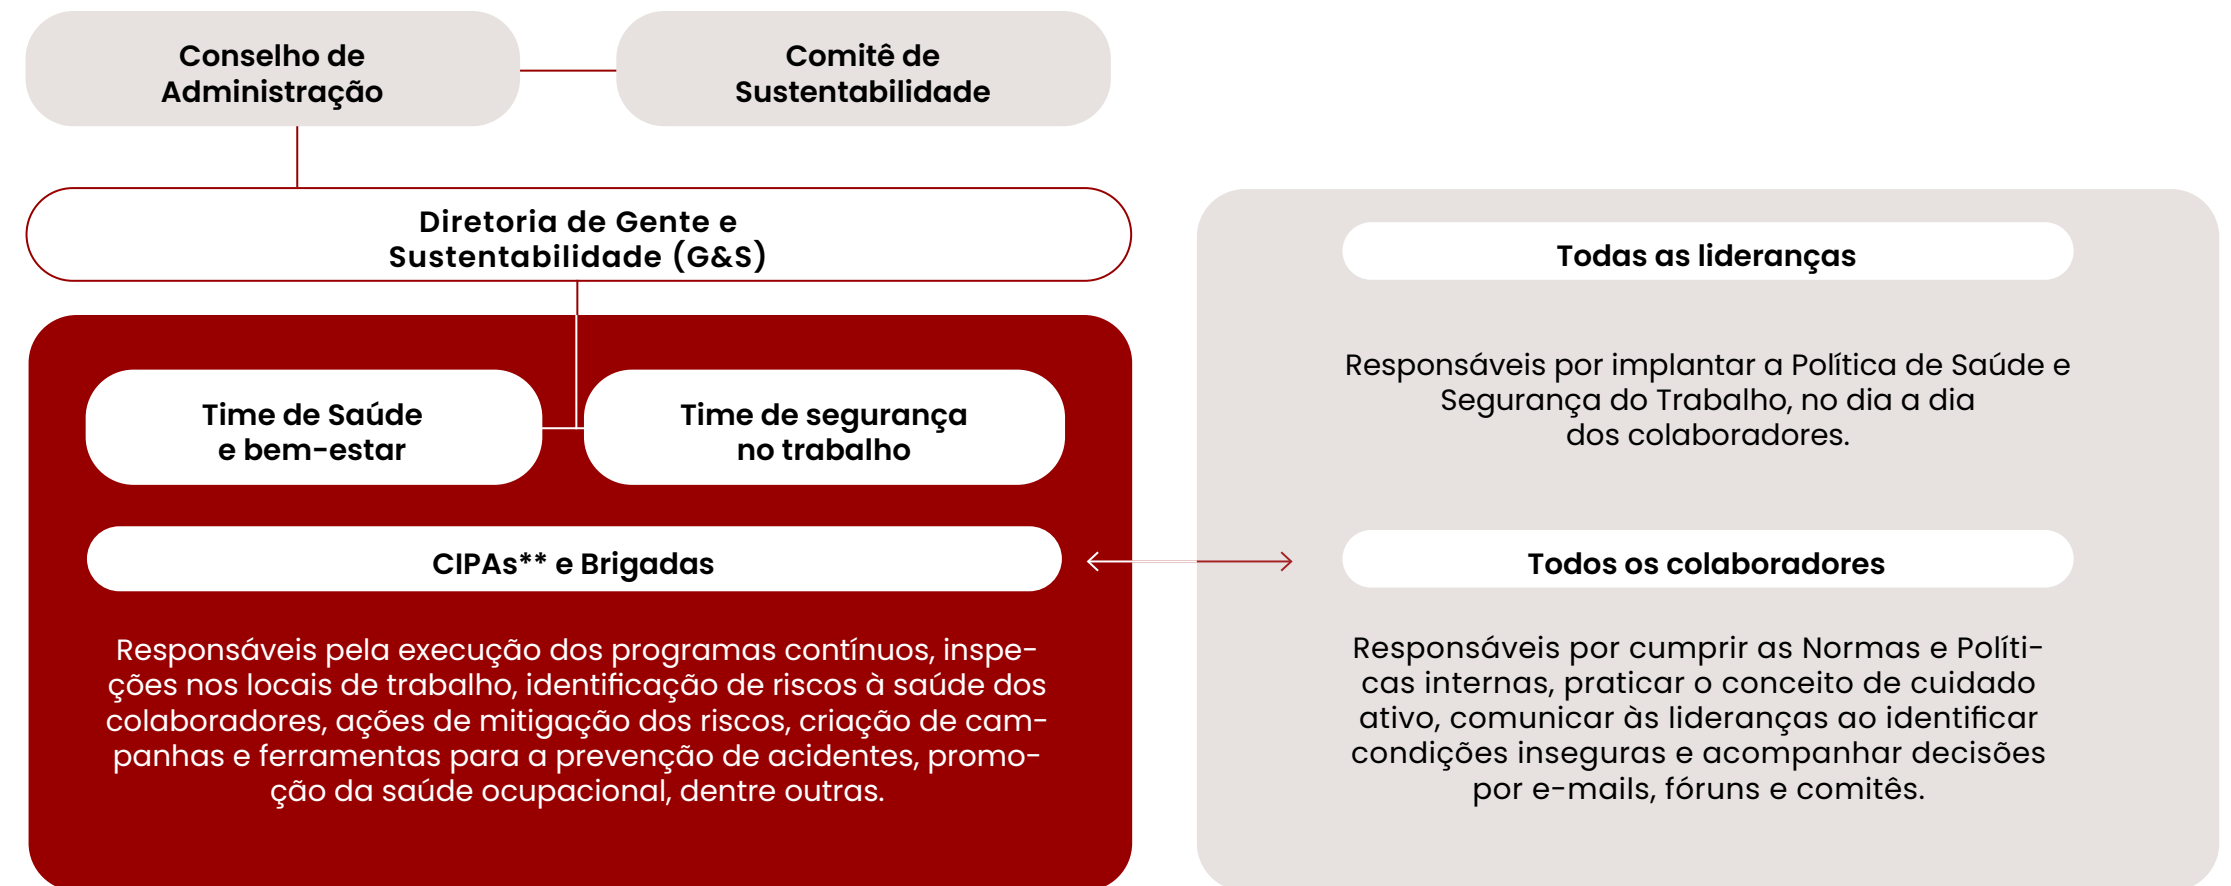 Conselho de
Administração
Comitê de
Sustentabilidade
Diretoria de Gente e
Sustentabilidade (G&S)
Time de Saúde
e bem-estar
Time de segurança
no trabalho
CIPAs** e Brigadas
Responsáveis pela execução dos programas contínuos, inspe-
ções nos locais de trabalho, identificação de riscos à saúde dos
colaboradores, ações de mitigação dos riscos, criação de cam-
panhas e ferramentas para a prevenção de acidentes, promo-
ção da saúde ocupacional, dentre outras.
Todas as lideranças
Responsáveis por implantar a Política de Saúde e
Segurança do Trabalho, no dia a dia
dos colaboradores.
Todos os colaboradores
Responsáveis por cumprir as Normas e Políti-
cas internas, praticar o conceito de cuidado
ativo, comunicar às lideranças ao identificar
condições inseguras e acompanhar decisões
por e-mails, fóruns e comitês.